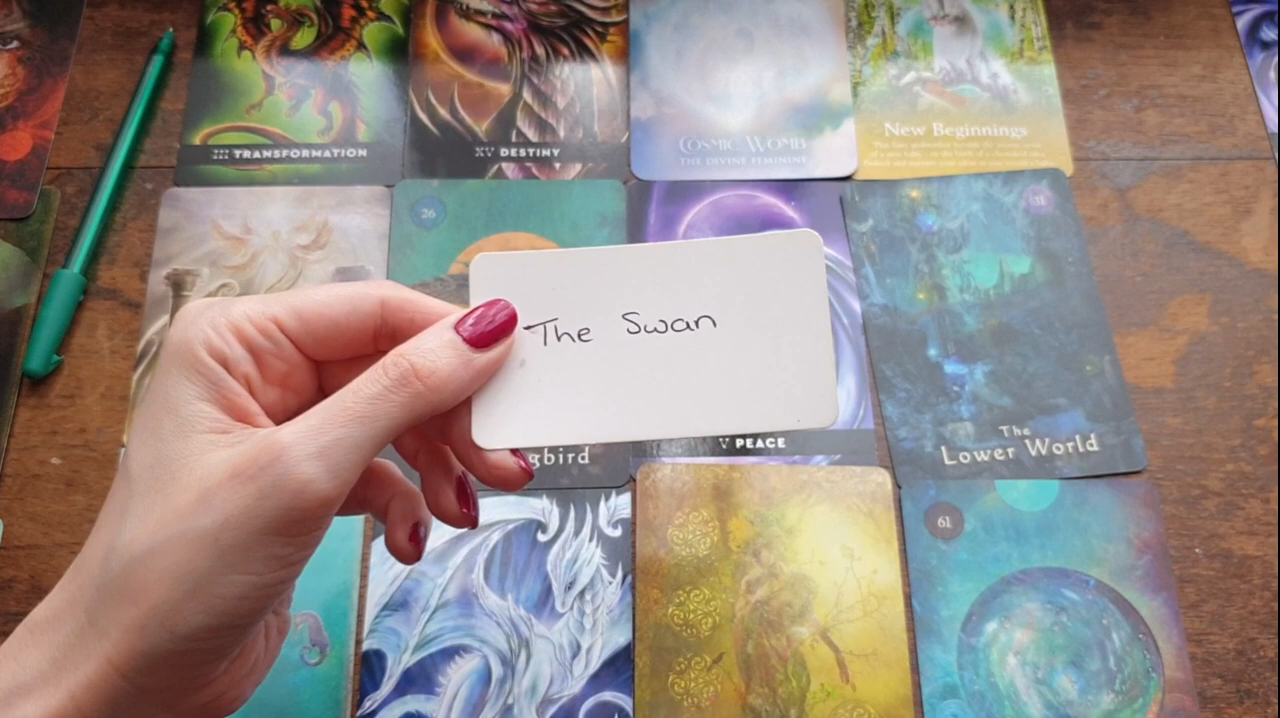 III TRANSFORMATION
XV DESTINY
COSMIC WOMB
THE DIVINE FEMININE
New Beginnings
26
31
The Swan
gbird
V PEACE
The
Lower World
61